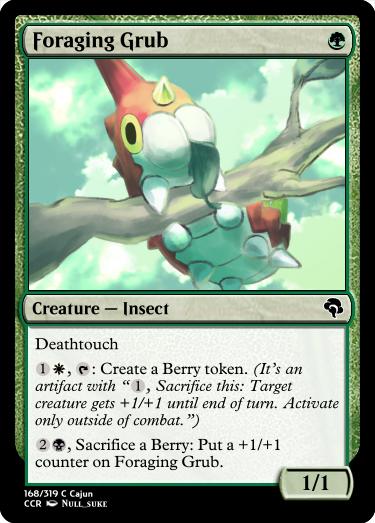 Foraging Grub
Creature — Insect
Deathtouch
1, : Create a Berry token. (It's an
artifact with “1, Sacrifice this: Target
creature gets +1/+1 until end of turn. Activate
only outside of combat.”)
2, Sacrifice a Berry: Put a +1/+1
counter on Foraging Grub.
1/1
168/319 C Cajun
CCR NULL_SUKE